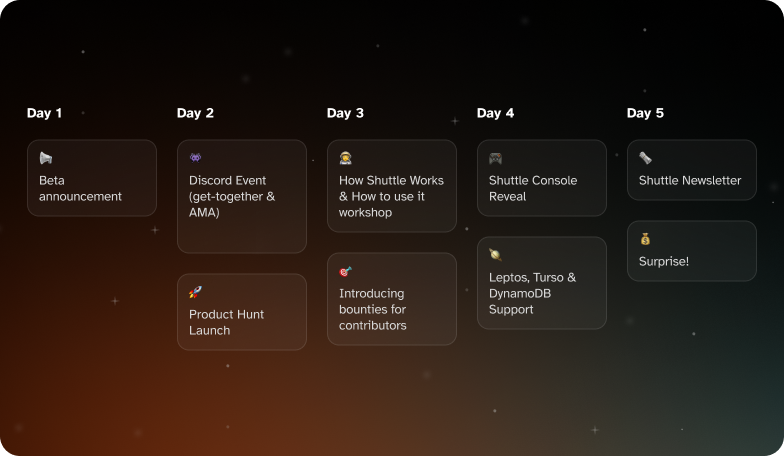 Day 1
Beta
announcement
Day 2
Discord Event
(get-together &
AMA)
Product Hunt
Launch
Day 3
How Shuttle Works
& How to use it
workshop
Introducing
bounties for
contributors
Day 4
Shuttle Console
Reveal
Leptos, Turso &
DynamoDB
Support
Day 5
Shuttle Newsletter
Surprise!